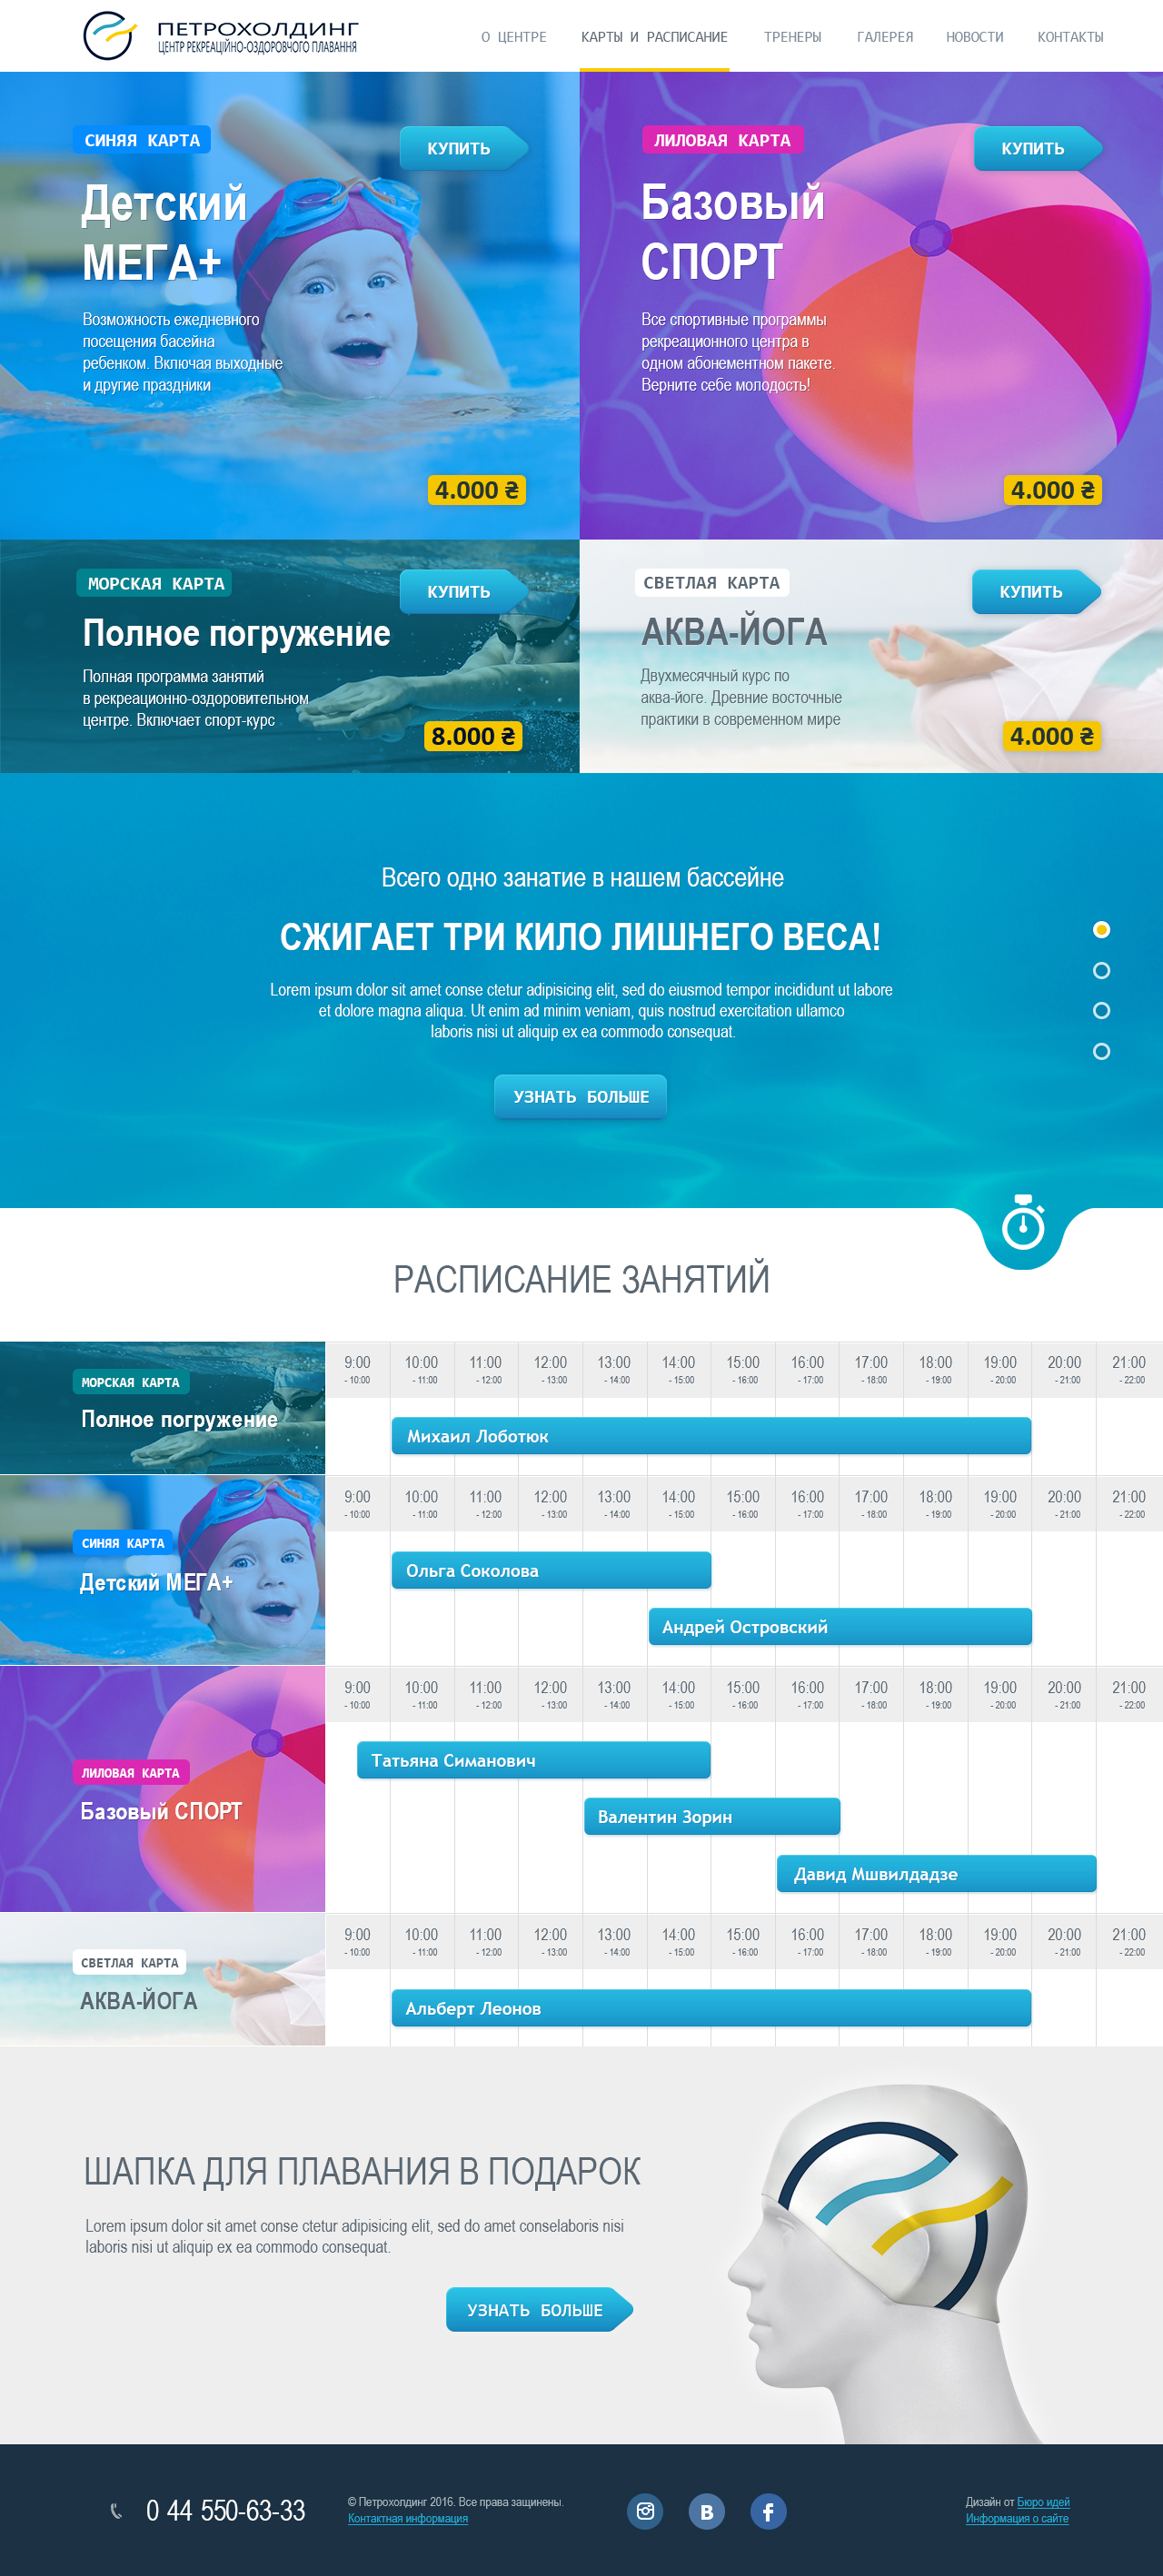 ПЕТРОХОЛДИНГ
ЦЕНТР РЕКРЕАЦІЙНО-ОЗДОРОВЧОГО ПЛАВАННЯ
О ЦЕНТРЕ КАРТЫ И РАСПИСАНИЕ ТРЕНЕРЫ ГАЛЕРЕЯ НОВОСТИ КОНТАКТЫ
СИНЯЯ КАРТА
КУПИТЬ
Детский
МЕГА+
Возможность ежедневного
посещения басейна
ребенком. Включая выходные
и другие праздники
4.000 ₴
ЛИЛОВАЯ КАРТА
КУПИТЬ
Базовый
СПОРТ
Все спортивные программы
рекреационного центра в
одном абонементном пакете.
Верните себе молодость!
4.000 ₴
МОРСКАЯ КАРТА
КУПИТЬ
Полное погружение
Полная программа занятий
в рекреационно-оздоровительном
центре. Включает спорт-курс
8.000 ₴
СВЕТЛАЯ КАРТА
КУПИТЬ
АКВА-ЙОГА
Двухмесячный курс по
аква-йоге. Древние восточные
практики в современном мире
4.000 ₴
Всего одно занатие в нашем бассейне
СЖИГАЕТ ТРИ КИЛО ЛИШНЕГО ВЕСА!
Lorem ipsum dolor sit amet conse ctetur adipisicing elit, sed do eiusmod tempor incididunt ut labore
et dolore magna aliqua. Ut enim ad minim veniam, quis nostrud exercitation ullamco
laboris nisi ut aliquip ex ea commodo consequat.
УЗНАТЬ БОЛЬШЕ
РАСПИСАНИЕ ЗАНЯТИЙ
МОРСКАЯ КАРТА
Полное погружение
9:00 10:00 11:00 12:00 13:00 14:00 15:00 16:00 17:00 18:00 19:00 20:00 21:00
- 10:00 - 11:00 - 12:00 - 13:00 - 14:00 - 15:00 - 16:00 - 17:00 - 18:00 - 19:00 - 20:00 - 21:00 - 22:00
Михаил Лоботюк
СИНЯЯ КАРТА
Детский МЕГА+
9:00 10:00 11:00 12:00 13:00 14:00 15:00 16:00 17:00 18:00 19:00 20:00 21:00
- 10:00 - 11:00 - 12:00 - 13:00 - 14:00 - 15:00 - 16:00 - 17:00 - 18:00 - 19:00 - 20:00 - 21:00 - 22:00
Ольга Соколова
Андрей Островский
ЛИЛОВАЯ КАРТА
Базовый СПОРТ
9:00 10:00 11:00 12:00 13:00 14:00 15:00 16:00 17:00 18:00 19:00 20:00 21:00
- 10:00 - 11:00 - 12:00 - 13:00 - 14:00 - 15:00 - 16:00 - 17:00 - 18:00 - 19:00 - 20:00 - 21:00 - 22:00
Татьяна Симанович
Валентин Зорин
Давид Мшвилдадзе
СВЕТЛАЯ КАРТА
АКВА-ЙОГА
9:00 10:00 11:00 12:00 13:00 14:00 15:00 16:00 17:00 18:00 19:00 20:00 21:00
- 10:00 - 11:00 - 12:00 - 13:00 - 14:00 - 15:00 - 16:00 - 17:00 - 18:00 - 19:00 - 20:00 - 21:00 - 22:00
Альберт Леонов
ШАПКА ДЛЯ ПЛАВАНИЯ В ПОДАРОК
Lorem ipsum dolor sit amet conse ctetur adipisicing elit, sed do amet conselaboris nisi
laboris nisi ut aliquip ex ea commodo consequat.
УЗНАТЬ БОЛЬШЕ
0 44 550-63-33
© Петрохолдинг 2016. Все права защинены.
Контактная информация
В
f
Дизайн от Бюро идей
Информация о сайте